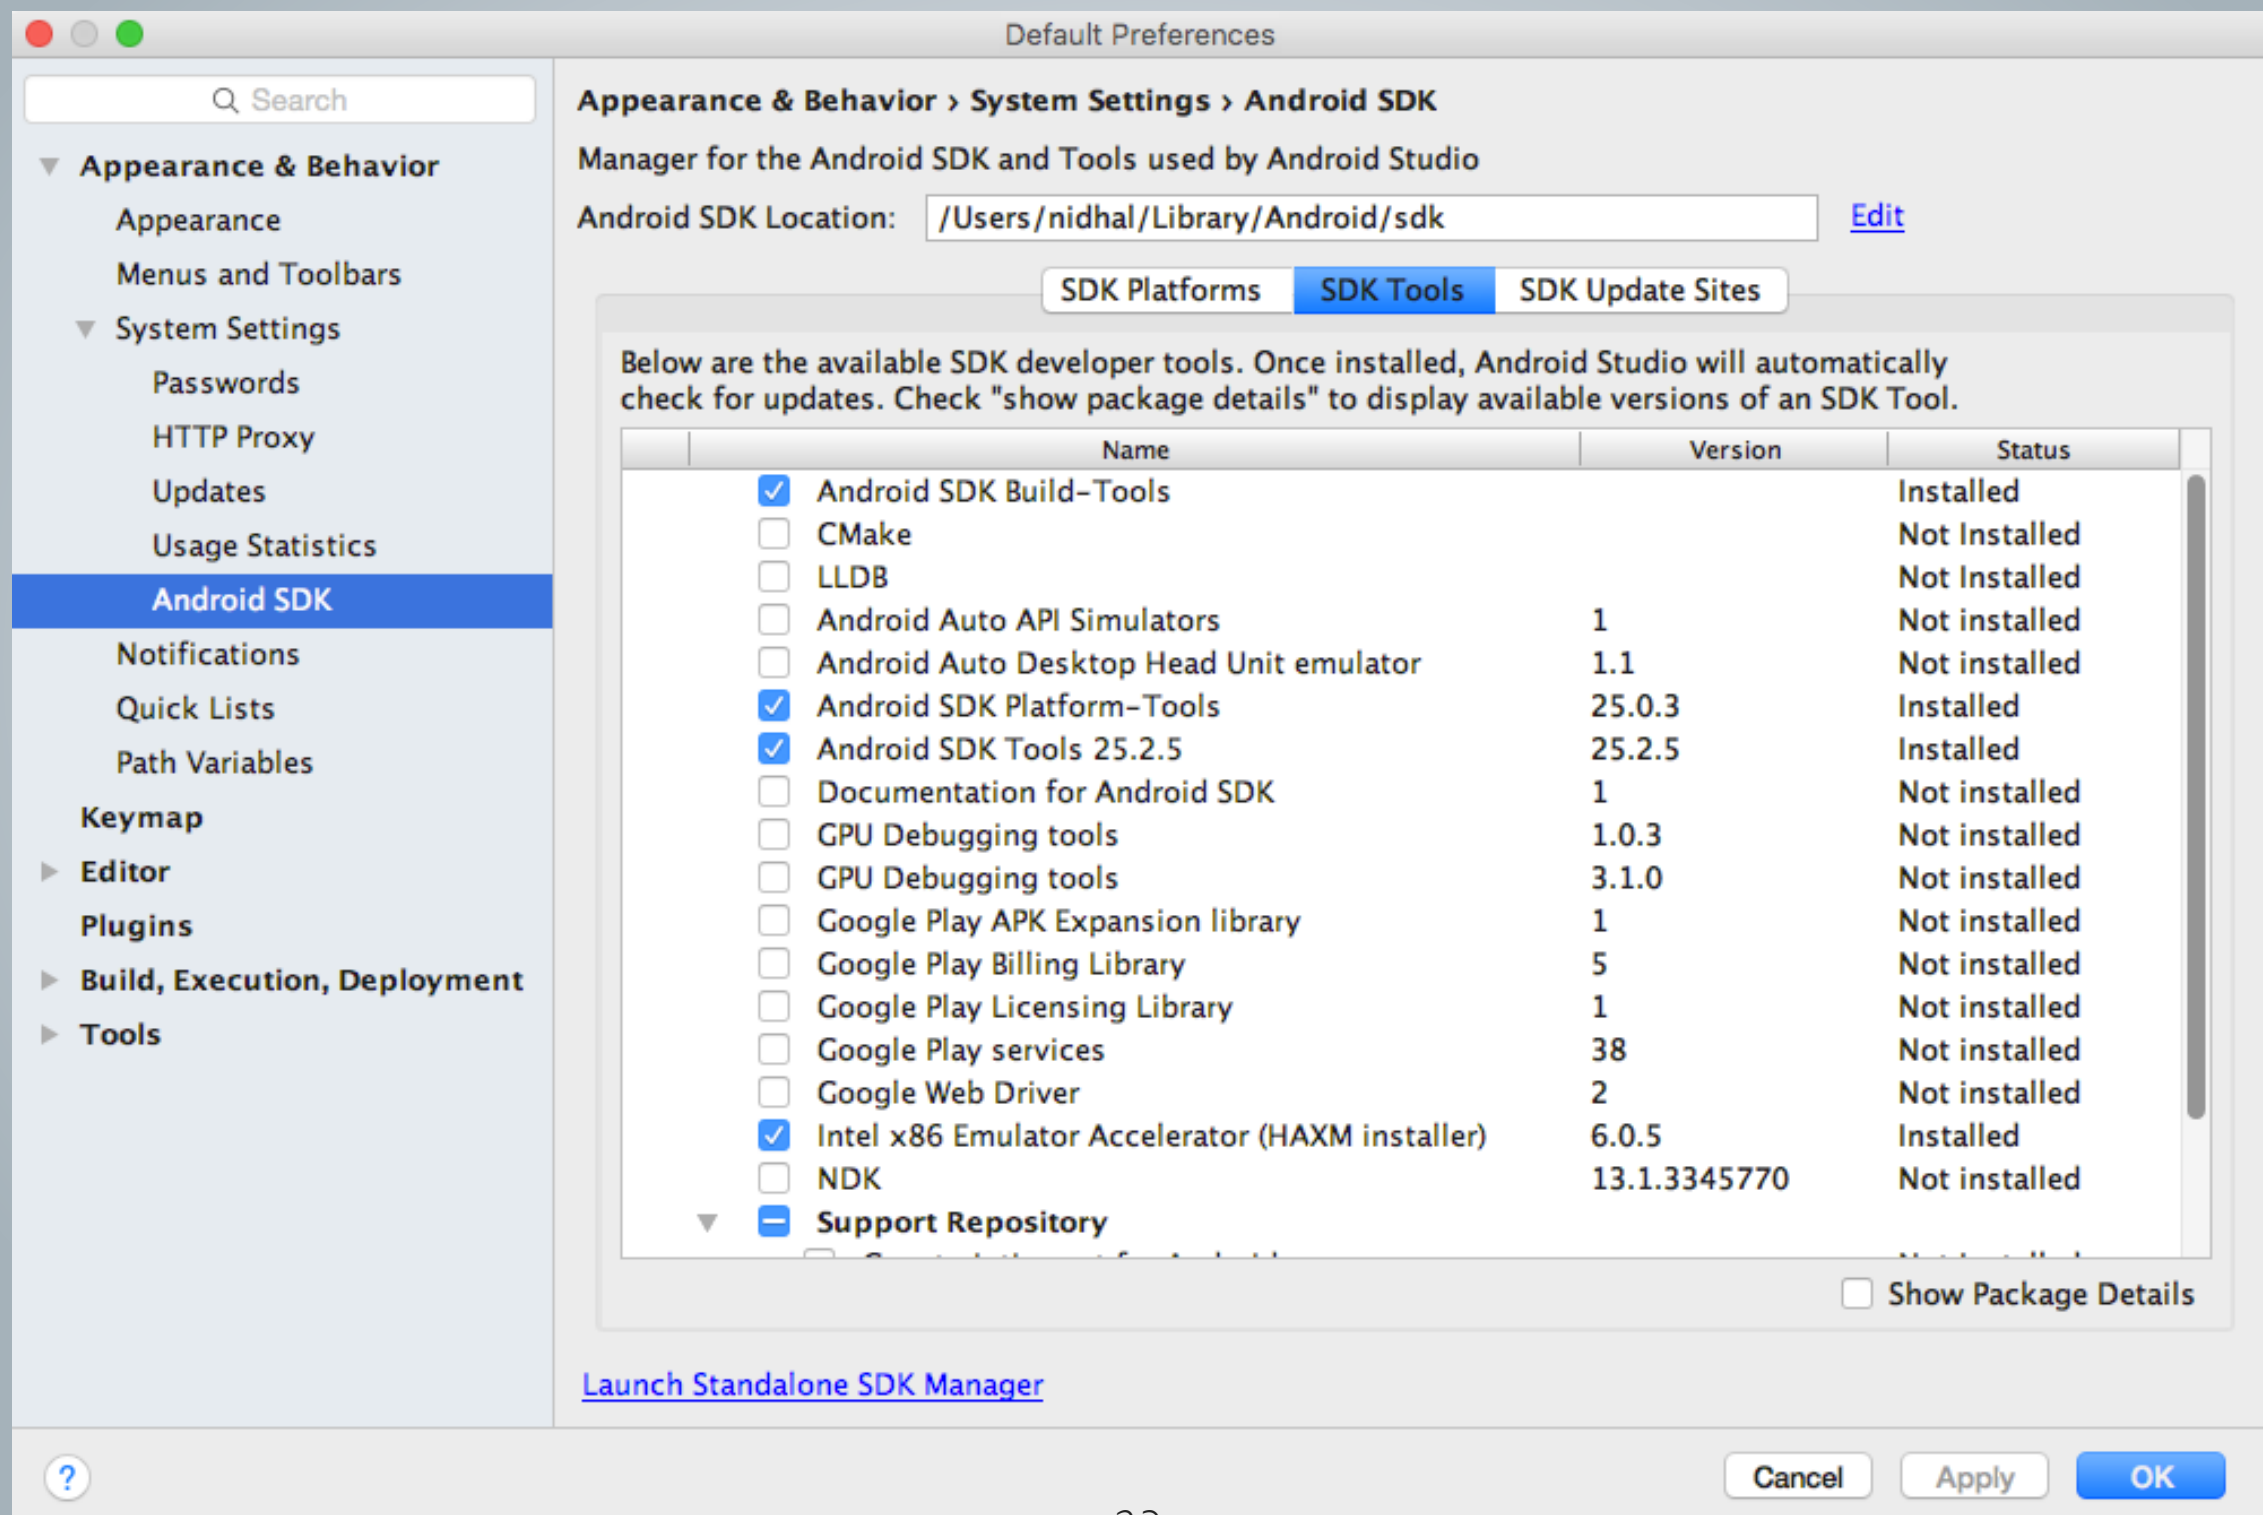 Default Preferences
Search
Appearance & Behavior
Appearance
Menus and Toolbars
System Settings
Passwords
HTTP Proxy
Updates
Usage Statistics
Android SDK
Notifications
Quick Lists
Path Variables
Keymap
Editor
Plugins
Build, Execution, Deployment
Tools
Appearance & Behavior › System Settings › Android SDK
Manager for the Android SDK and Tools used by Android Studio
Android SDK Location: /Users/nidhal/Library/Android/sdk Edit
SDK Platforms SDK Tools SDK Update Sites
Below are the available SDK developer tools. Once installed, Android Studio will automatically
check for updates. Check "show package details" to display available versions of an SDK Tool.
Name Version Status
Android SDK Build-Tools Installed
CMake Not Installed
LLDB Not Installed
Android Auto API Simulators 1 Not installed
Android Auto Desktop Head Unit emulator 1.1 Not installed
Android SDK Platform-Tools 25.0.3 Installed
Android SDK Tools 25.2.5 25.2.5 Installed
Documentation for Android SDK 1 Not installed
GPU Debugging tools 1.0.3 Not installed
GPU Debugging tools 3.1.0 Not installed
Google Play APK Expansion library 1 Not installed
Google Play Billing Library 5 Not installed
Google Play Licensing Library 1 Not installed
Google Play services 38 Not installed
Google Web Driver 2 Not installed
Intel x86 Emulator Accelerator (HAXM installer) 6.0.5 Installed
NDK 13.1.3345770 Not installed
Support Repository
Show Package Details
Launch Standalone SDK Manager
? Cancel Apply OK